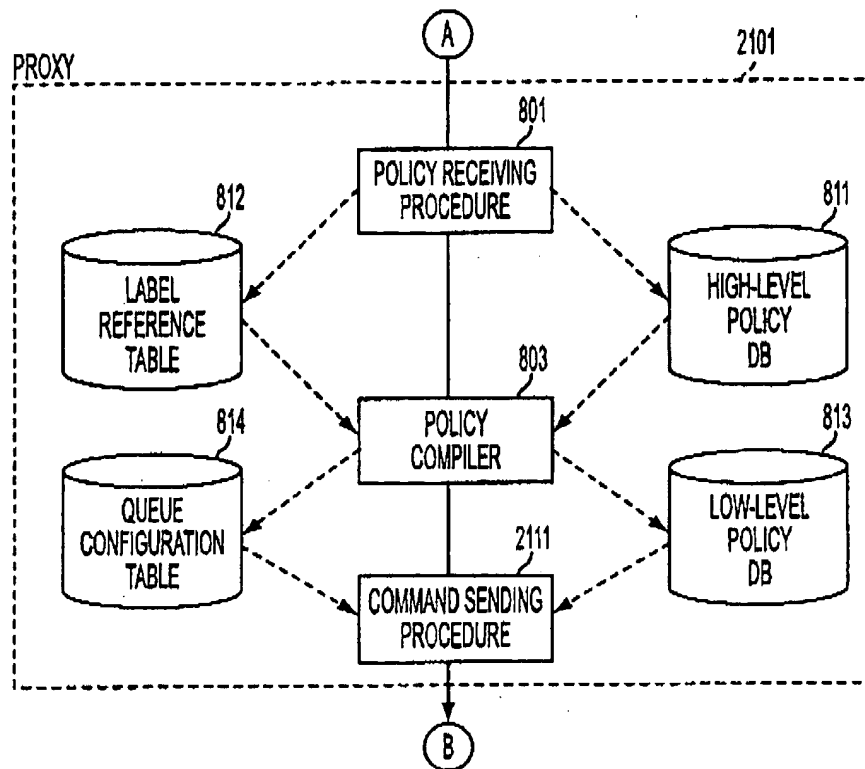 A
PROXY
2101
801
POLICY RECEIVING
PROCEDURE
812
LABEL
REFERENCE
TABLE
811
HIGH-LEVEL
POLICY
DB
803
POLICY
COMPILER
814
QUEUE
CONFIGURATION
TABLE
813
LOW-LEVEL
POLICY
DB
2111
COMMAND SENDING
PROCEDURE
B